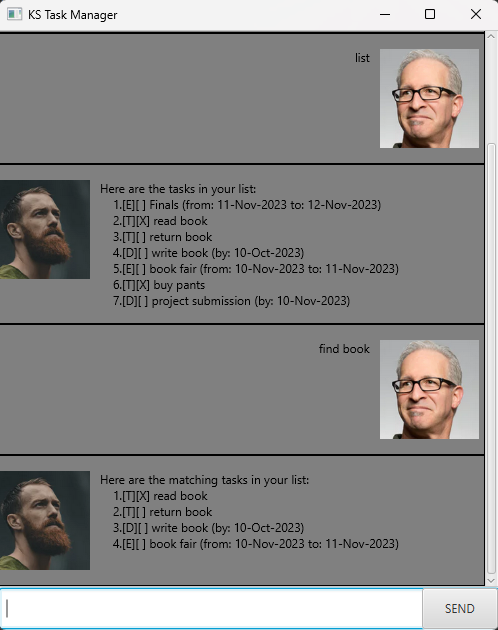 KS Task Manager
list
Here are the tasks in your list:
1.[E][ ] Finals (from: 11-Nov-2023 to: 12-Nov-2023)
2.[T][X] read book
3.[T][ ] return book
4.[D][ ] write book (by: 10-Oct-2023)
5.[E][ ] book fair (from: 10-Nov-2023 to: 11-Nov-2023)
6.[T][X] buy pants
7.[D][ ] project submission (by: 10-Nov-2023)
find book
Here are the matching tasks in your list:
1.[T][X] read book
2.[T][ ] return book
3.[D][ ] write book (by: 10-Oct-2023)
4.[E][ ] book fair (from: 10-Nov-2023 to: 11-Nov-2023)
SEND